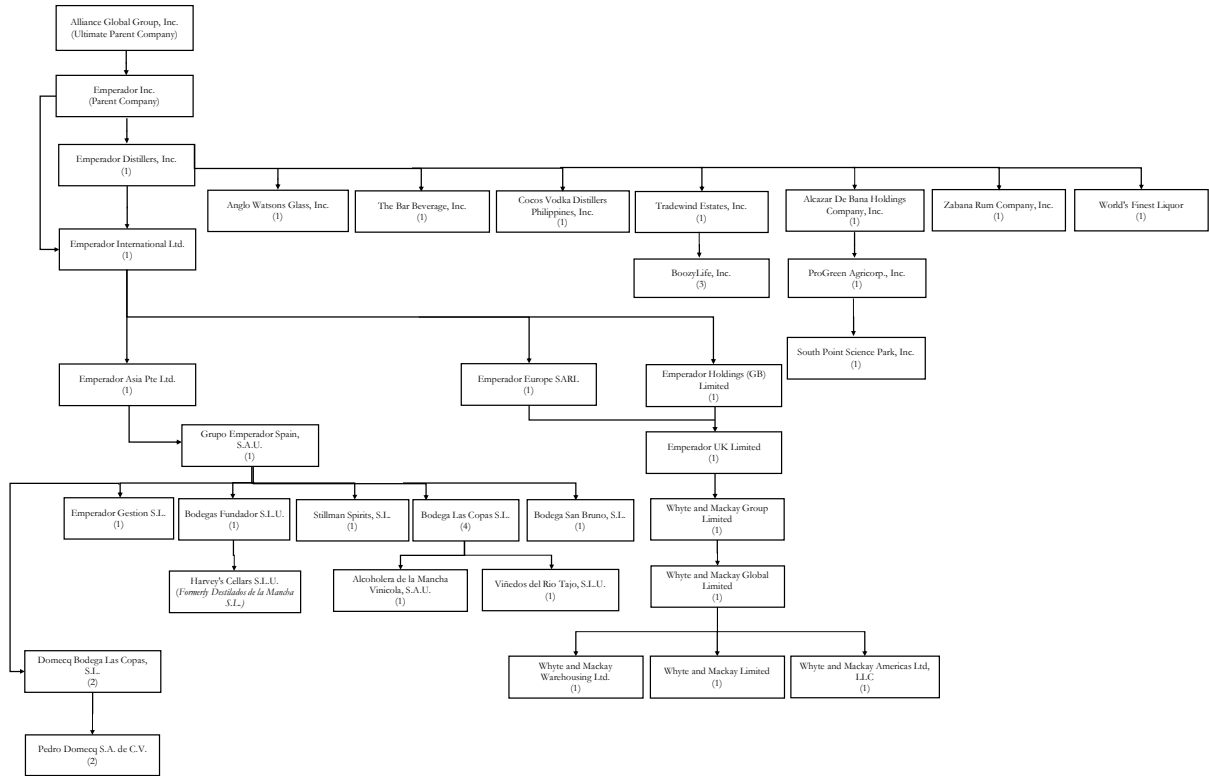 Alliance Global Group, Inc.
(Ultimate Parent Company)
Emperador Inc.
(Parent Company)
Emperador Distillers, Inc.
(1)
Anglo Watsons Glass, Inc.
(1)
The Bar Beverage, Inc.
(1)
Cocos Vodka Distillers
Philippines, Inc.
(1)
Tradewind Estates, Inc.
(1)
Alcazar De Bana Holdings
Company, Inc.
(1)
Zabana Rum Company, Inc.
(1)
World's Finest Liquor
(1)
Emperador International Ltd.
(1)
BoozyLife, Inc.
(3)
ProGreen Agricorp., Inc.
(1)
South Point Science Park, Inc.
(1)
Emperador Asia Pte Ltd.
(1)
Emperador Europe SARL
(1)
Emperador Holdings (GB)
Limited
(1)
Grupo Emperador Spain,
S.A.U.
(1)
Emperador UK Limited
(1)
Emperador Gestion S.L.
(1)
Bodegas Fundador S.L.U.
(1)
Stillman Spirits, S.L.
(1)
Bodega Las Copas S.L.
(4)
Bodega San Bruno, S.L.
(1)
Whyte and Mackay Group
Limited
(1)
Harvey's Cellars S.L.U.
(Formerly Destilados de la Mancha
S.L.)
Alcoholera de la Mancha
Vinicola, S.A.U.
(1)
Viñedos del Rio Tajo, S.L.U.
(1)
Whyte and Mackay Global
Limited
(1)
Domecq Bodega Las Copas,
S.L.
(2)
Whyte and Mackay
Warehousing Ltd.
(1)
Whyte and Mackay Limited
(1)
Whyte and Mackay Americas Ltd,
LLC
(1)
Pedro Domecq S.A. de C.V.
(2)